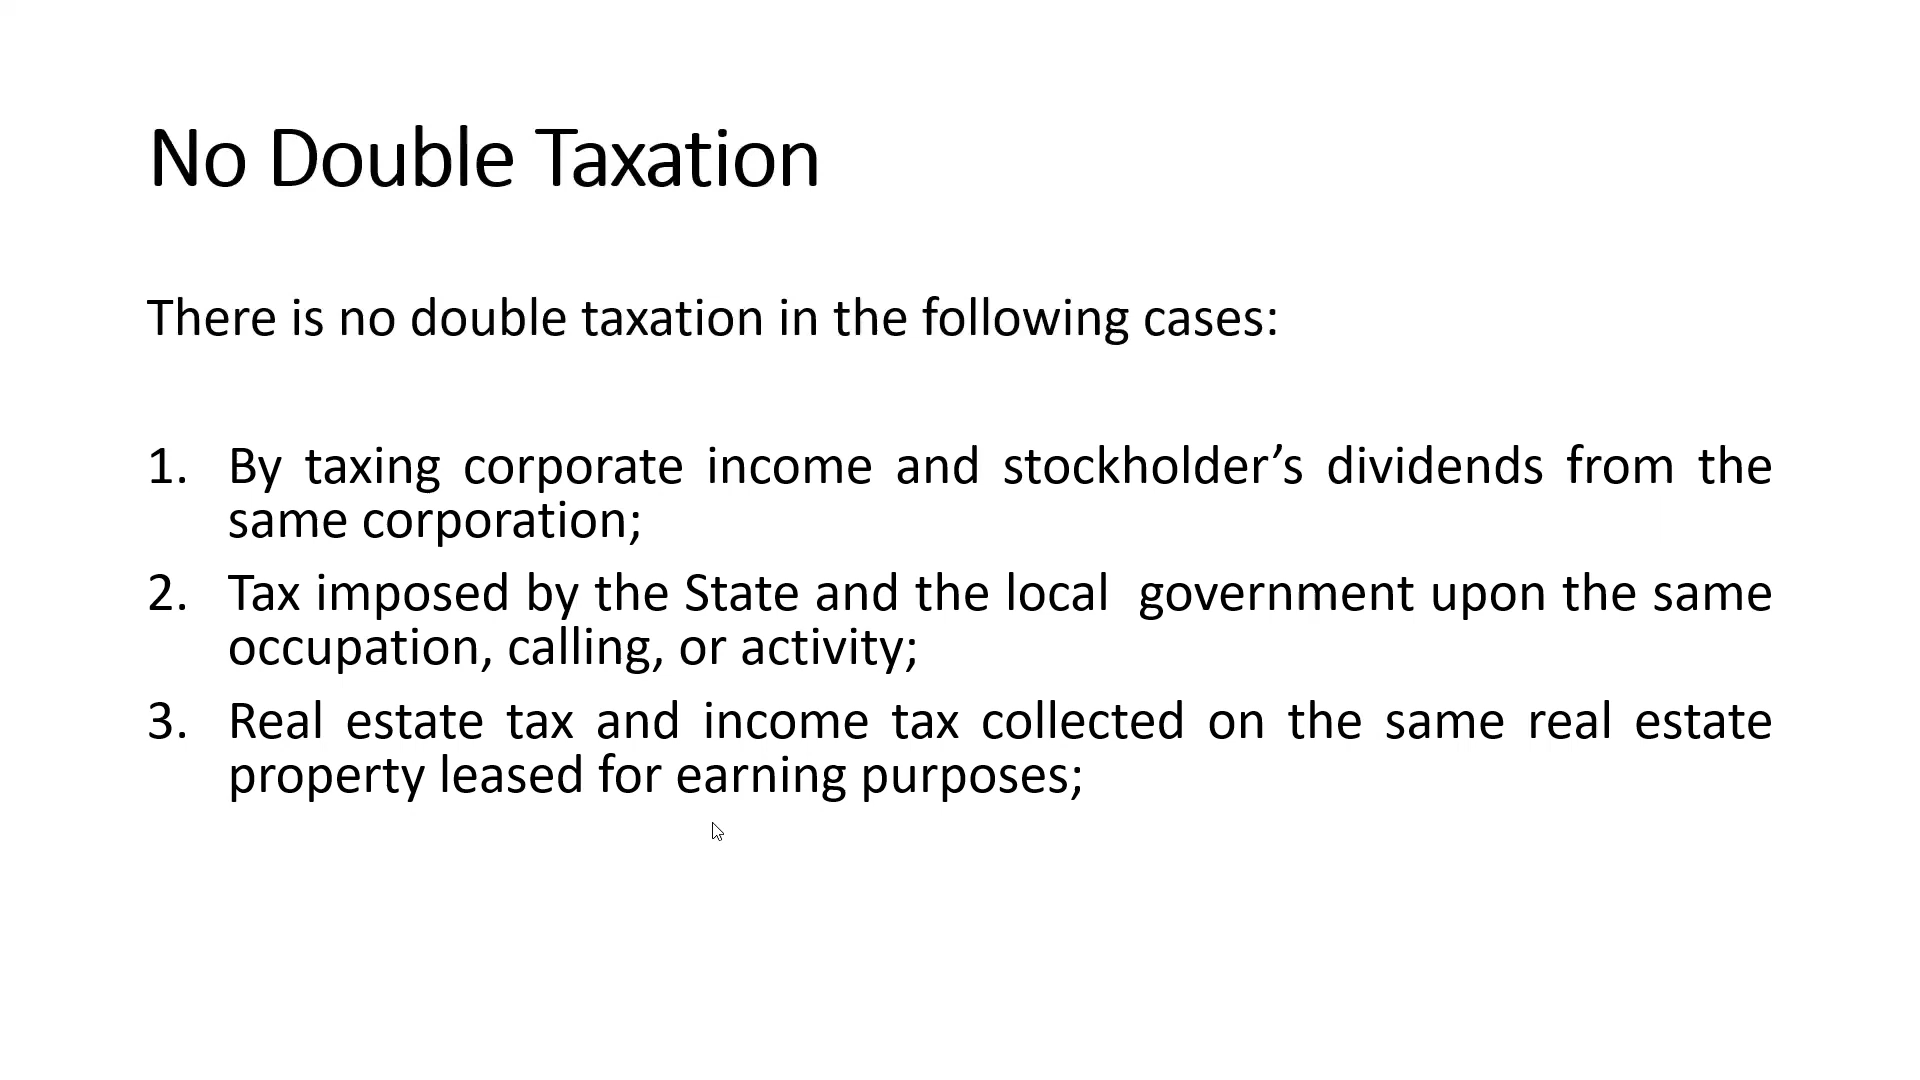 No Double Taxation
There is no double taxation in the following cases:
1. By taxing corporate income and stockholder’s dividends from the
same corporation;
2. Tax imposed by the State and the local  government upon the same
occupation, calling, or activity;
3. Real estate tax and income tax collected on the same real estate
property leased for earning purposes;